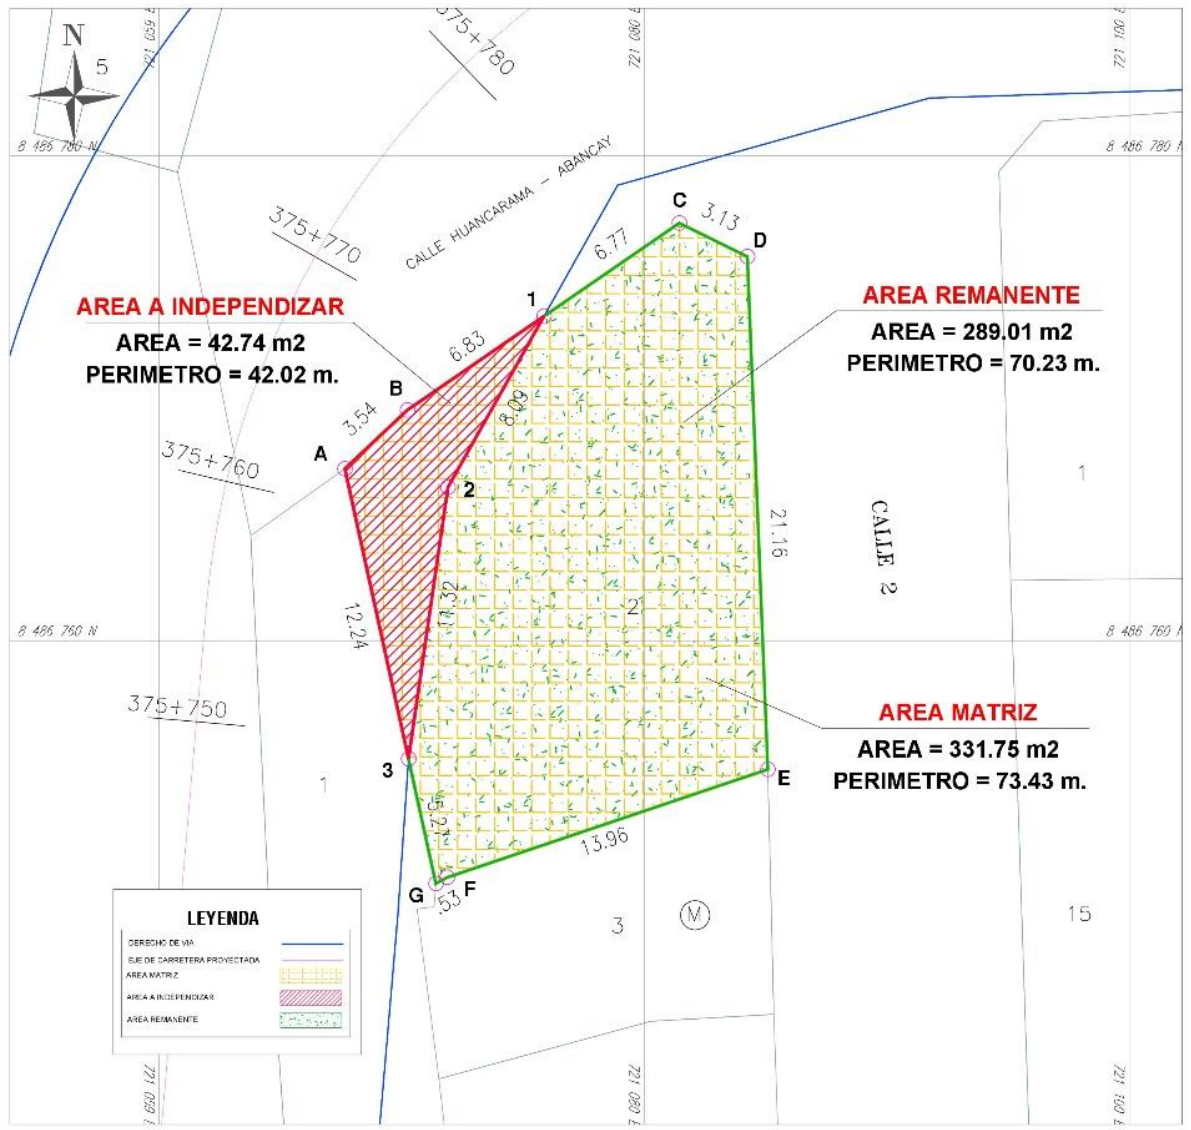 721 059 E
721 080 E
721 100 E
N
5
375+780
8 486 780 N
8 486 780 N
CALLE HUANCARAMA - ABANCAY
375+770
C
3.13
D
6.77
1
AREA A INDEPENDIZAR
AREA = 42.74 m2
PERIMETRO = 42.02 m.
AREA REMANENTE
AREA = 289.01 m2
PERIMETRO = 70.23 m.
6.83
B
3.54
8.09
A
375+760
2
1
CALLE 2
21.16
11.32
12.24
2
8 486 760 N
8 486 760 N
375+750
AREA MATRIZ
AREA = 331.75 m2
PERIMETRO = 73.43 m.
3
1
E
5.27
13.96
G
F
.53
3
M
15
LEYENDA
DERECHO DE VIA
EJE DE CARRETERA PROYECTADA
AREA MATRIZ
AREA A INDEPENDIZAR
AREA REMANENTE
721 059 E
721 080 E
721 100 E